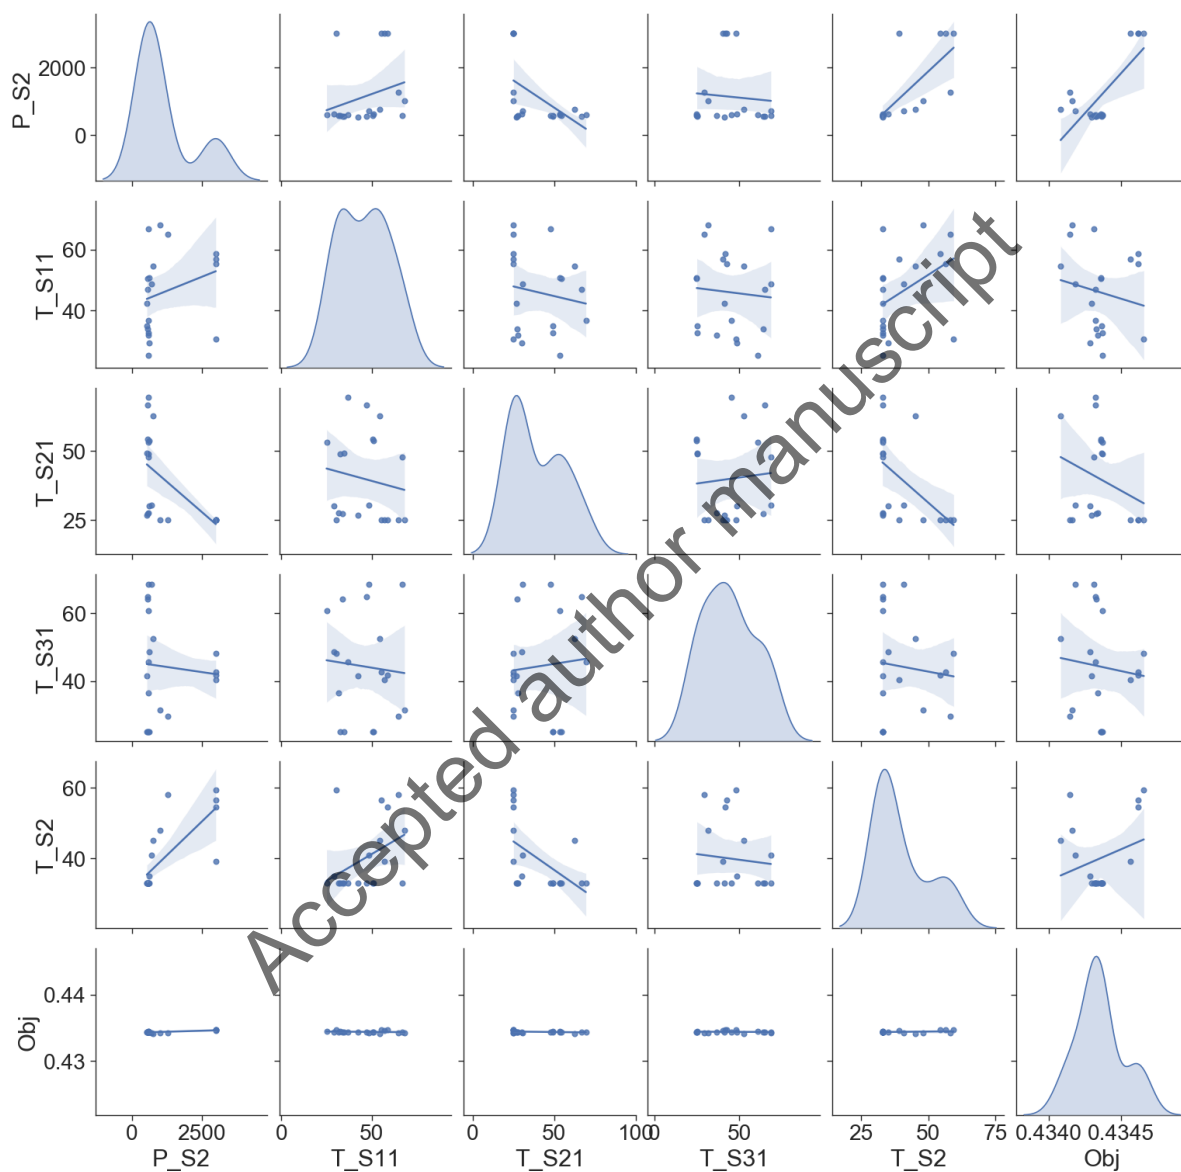 P_S2
2000
0
T_S11
60
40
T_S21
50
25
T_S31
60
40
T_S2
60
40
Obj
0.44
0.43
0 2500 0 50 0 50 100 0 50 25 50 75 0.4340 0.4345
P_S2 T_S11 T_S21 T_S31 T_S2 Obj
Accepted author manuscript